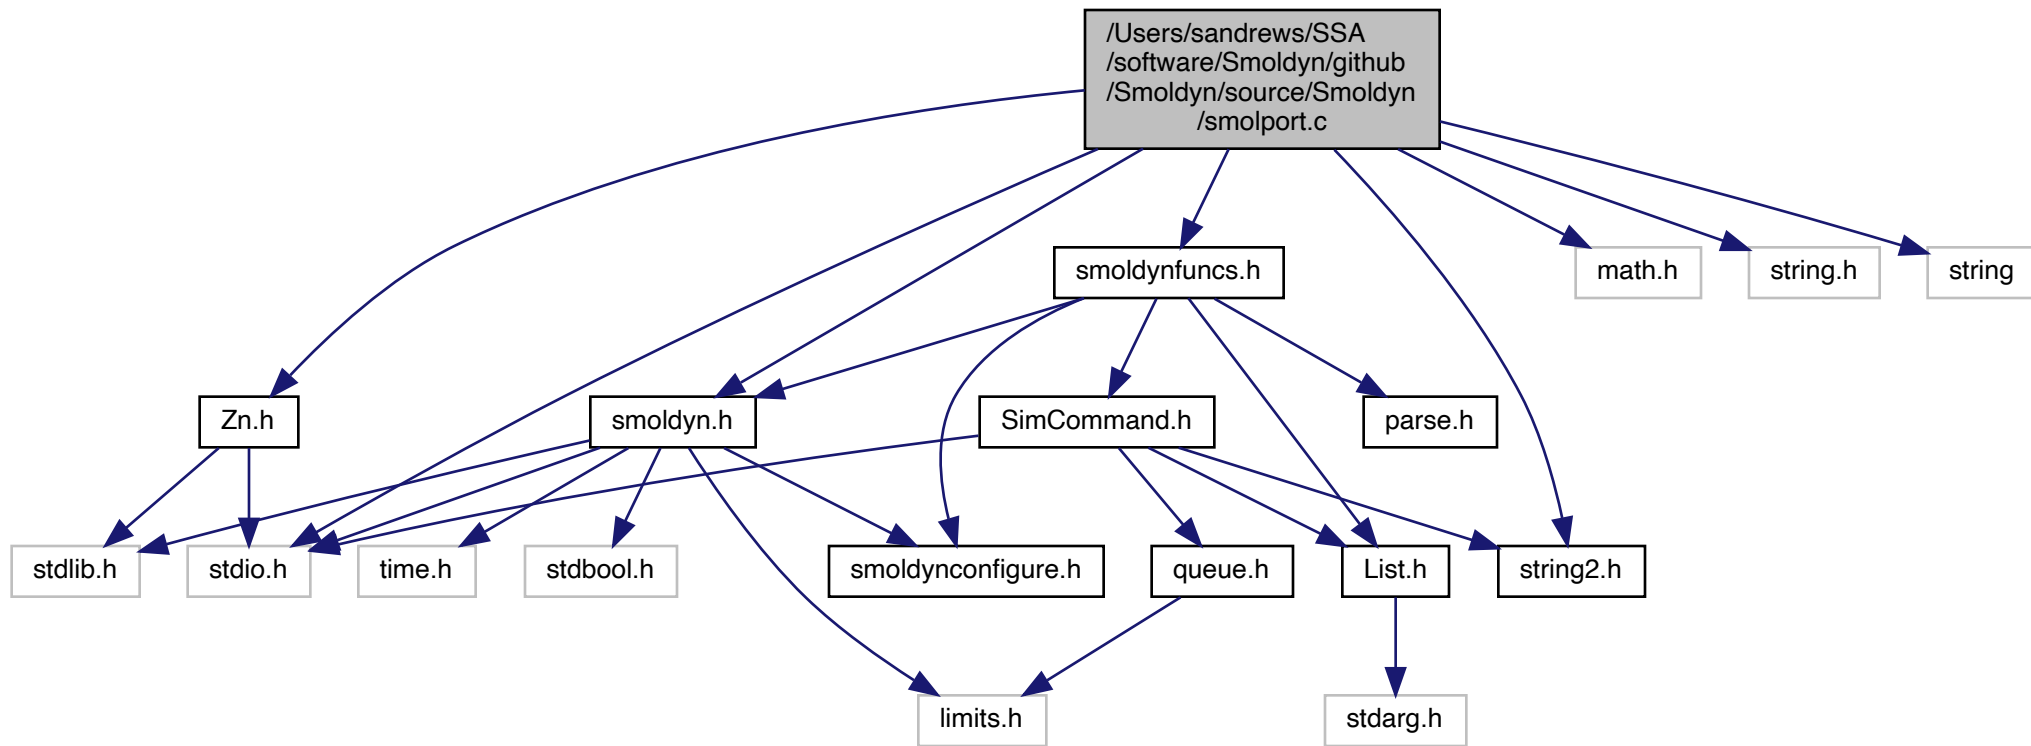 /Users/sandrews/SSA
/software/Smoldyn/github
/Smoldyn/source/Smoldyn
/smolport.c
smoldynfuncs.h
math.h
string.h
string
Zn.h
smoldyn.h
SimCommand.h
parse.h
stdlib.h
stdio.h
time.h
stdbool.h
smoldynconfigure.h
queue.h
List.h
string2.h
limits.h
stdarg.h